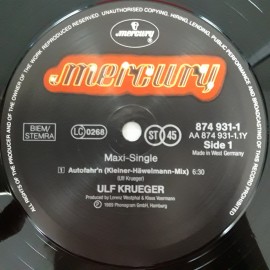 ALL RIGHTS OF THE PRODUCER AND OF THE OWNER OF THE WORK REPRODUCED RESERVED. UNAUTHORISED COPYING, HIRING, LENDING, PUBLIC PERFORMANCE AND BROADCASTING OF THIS RECORD PROHIBITED
mercury
mercury
BIEM/
STEMRA
LC 0268
ST 45
874 931-1
AA 874 931-1.1Y
Side 1
Made in West Germany
Maxi-Single
1 Autofahr'n (Kleiner-Häwelmann-Mix) 6:30
(Ulf Krueger)
ULF KRUEGER
Produced by Lorenz Westphal & Klaus Voormann
℗ 1989 Phonogram GmbH, Hamburg